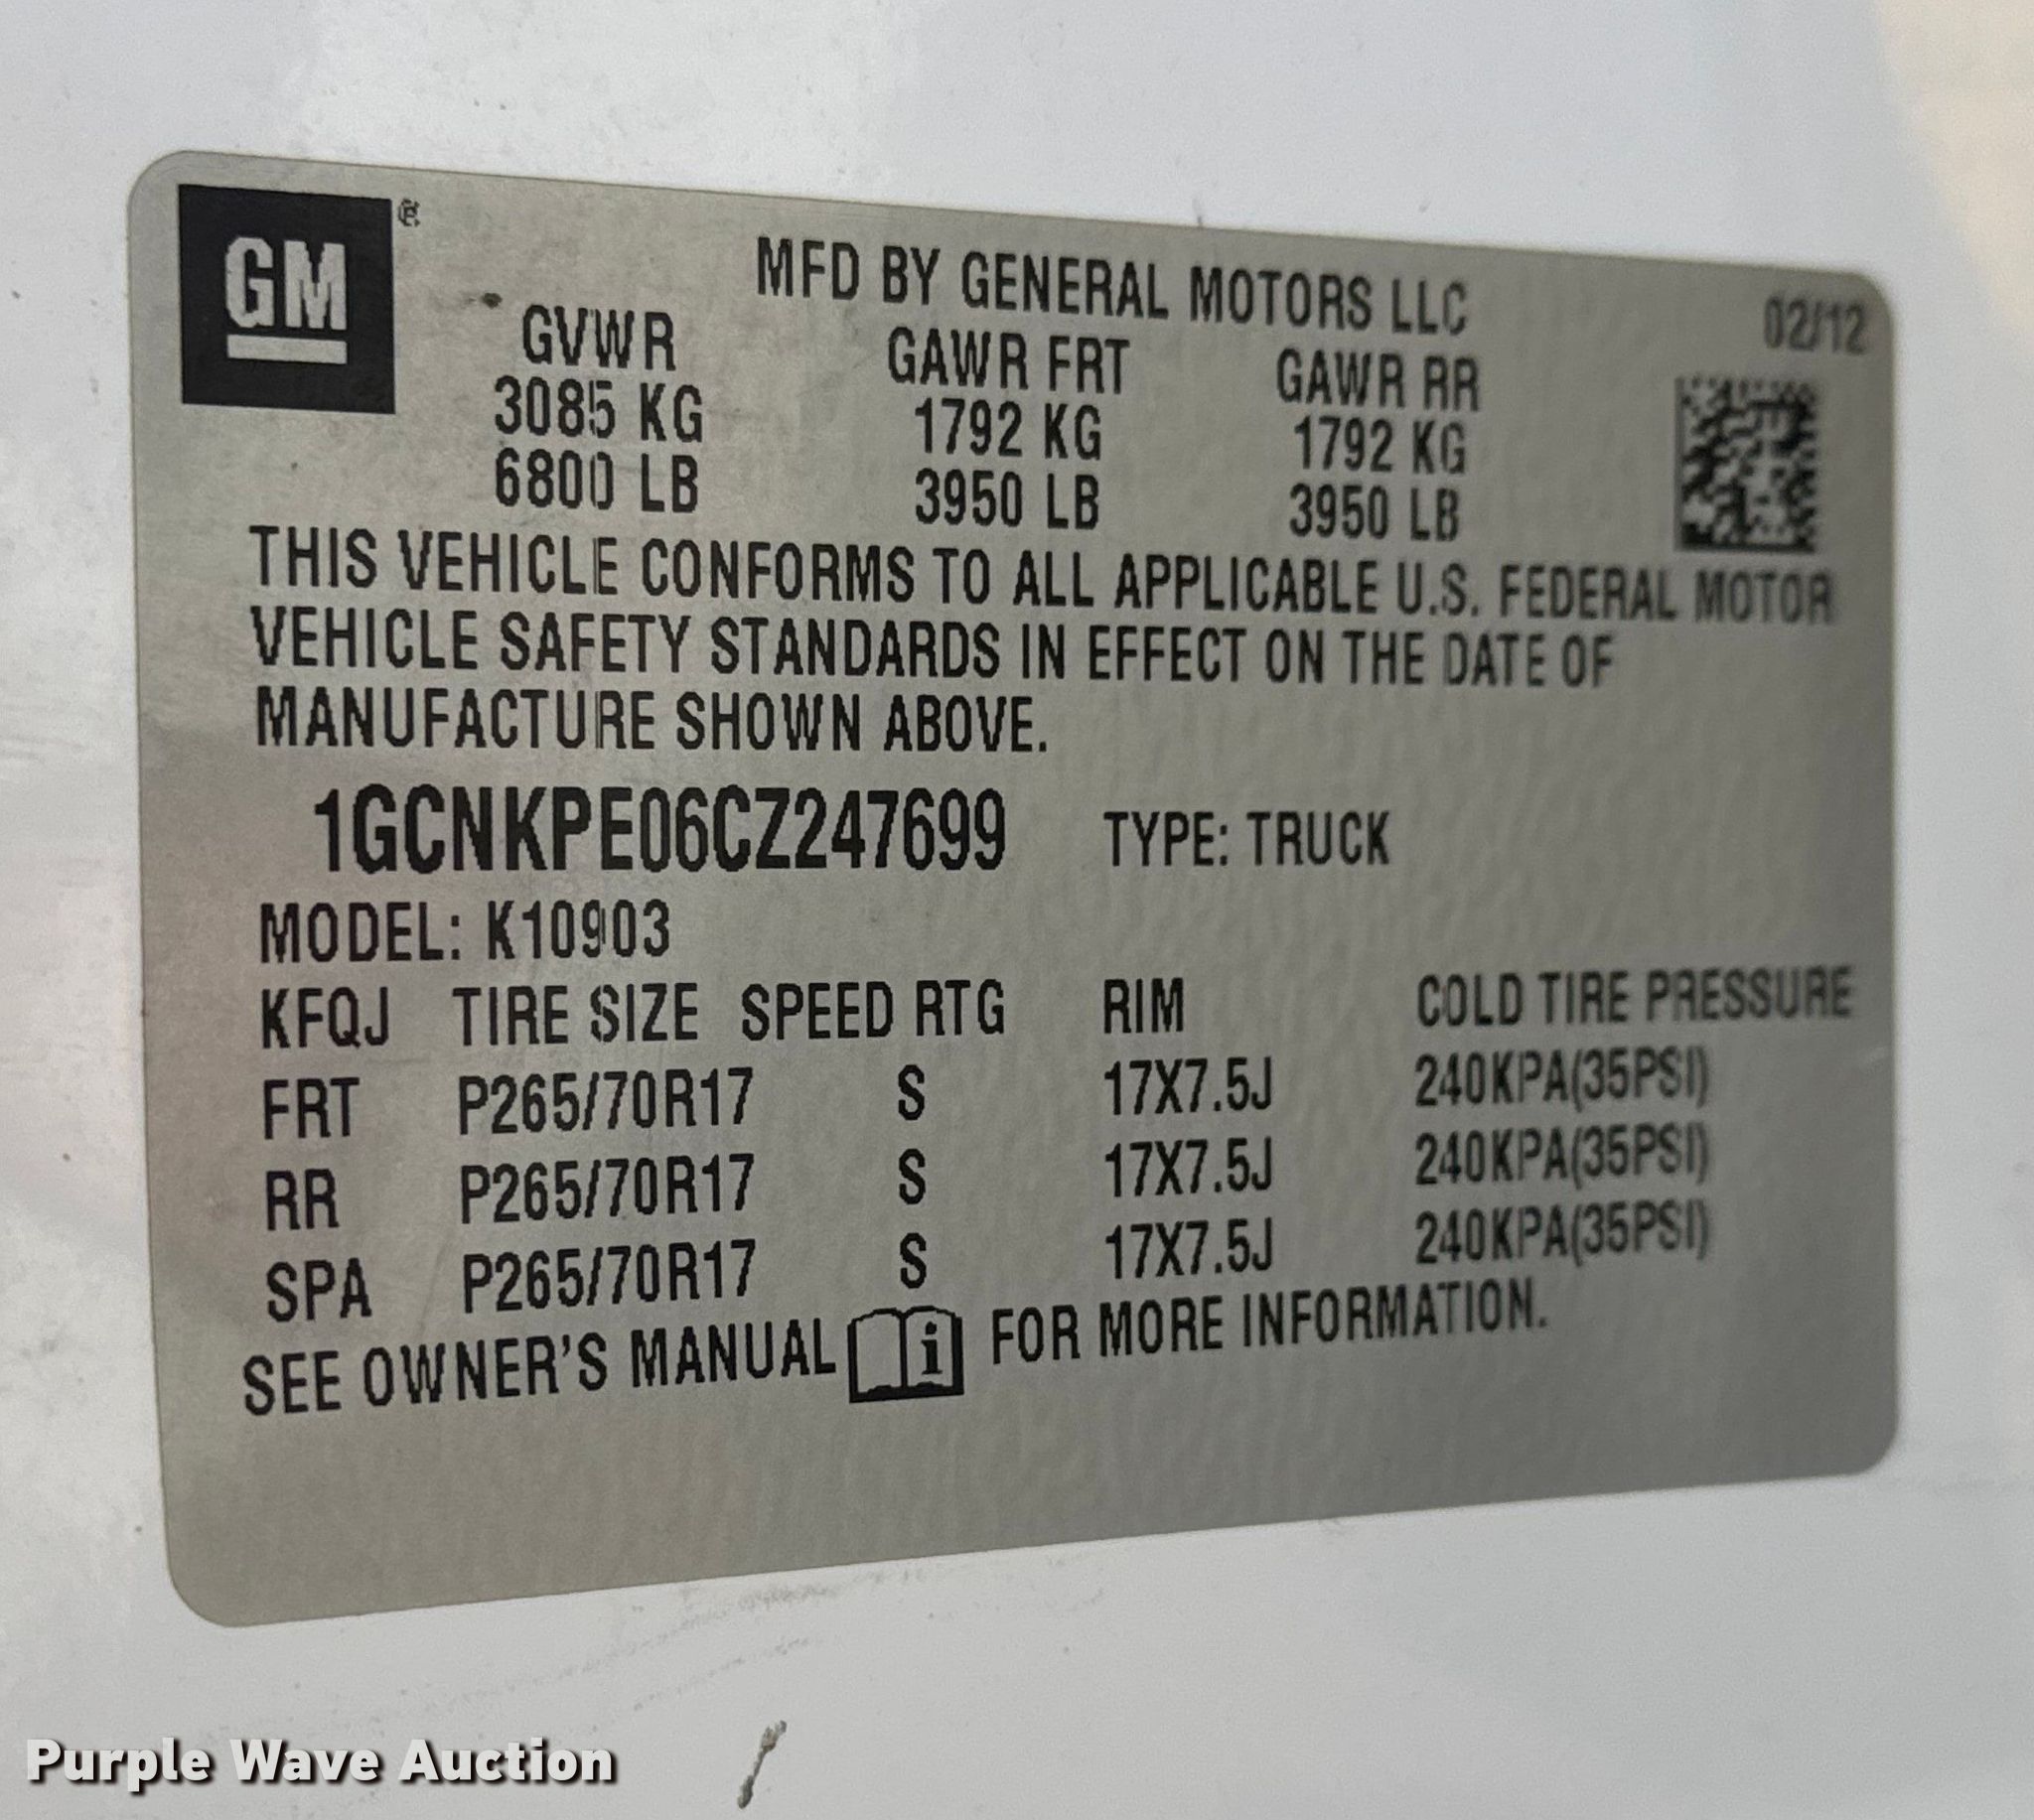 GM
MFD BY GENERAL MOTORS LLC 02/12
GVWR GAWR FRT GAWR RR
3085 KG 1792 KG 1792 KG
6800 LB 3950 LB 3950 LB
THIS VEHICLE CONFORMS TO ALL APPLICABLE U.S. FEDERAL MOTOR
VEHICLE SAFETY STANDARDS IN EFFECT ON THE DATE OF
MANUFACTURE SHOWN ABOVE.
1GCNKPE06CZ247699 TYPE: TRUCK
MODEL: K10903
KFQJ TIRE SIZE SPEED RTG RIM COLD TIRE PRESSURE
FRT P265/70R17 S 17X7.5J 240KPA(35PSI)
RR P265/70R17 S 17X7.5J 240KPA(35PSI)
SPA P265/70R17 S 17X7.5J 240KPA(35PSI)
SEE OWNER'S MANUAL i FOR MORE INFORMATION.
Purple Wave Auction